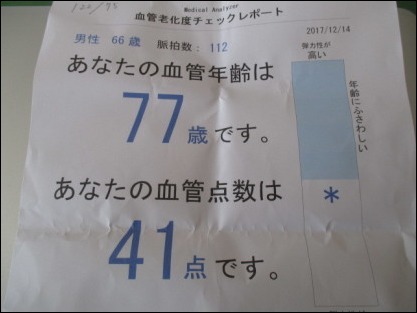 Medical Analyzer
血管老化度チェックレポート
2017/12/14
男性 66歳 脈拍数： 112
あなたの血管年齢は
77歳です。
あなたの血管点数は
41点です。
弾力性が
高い
年齢にふさわしい
*